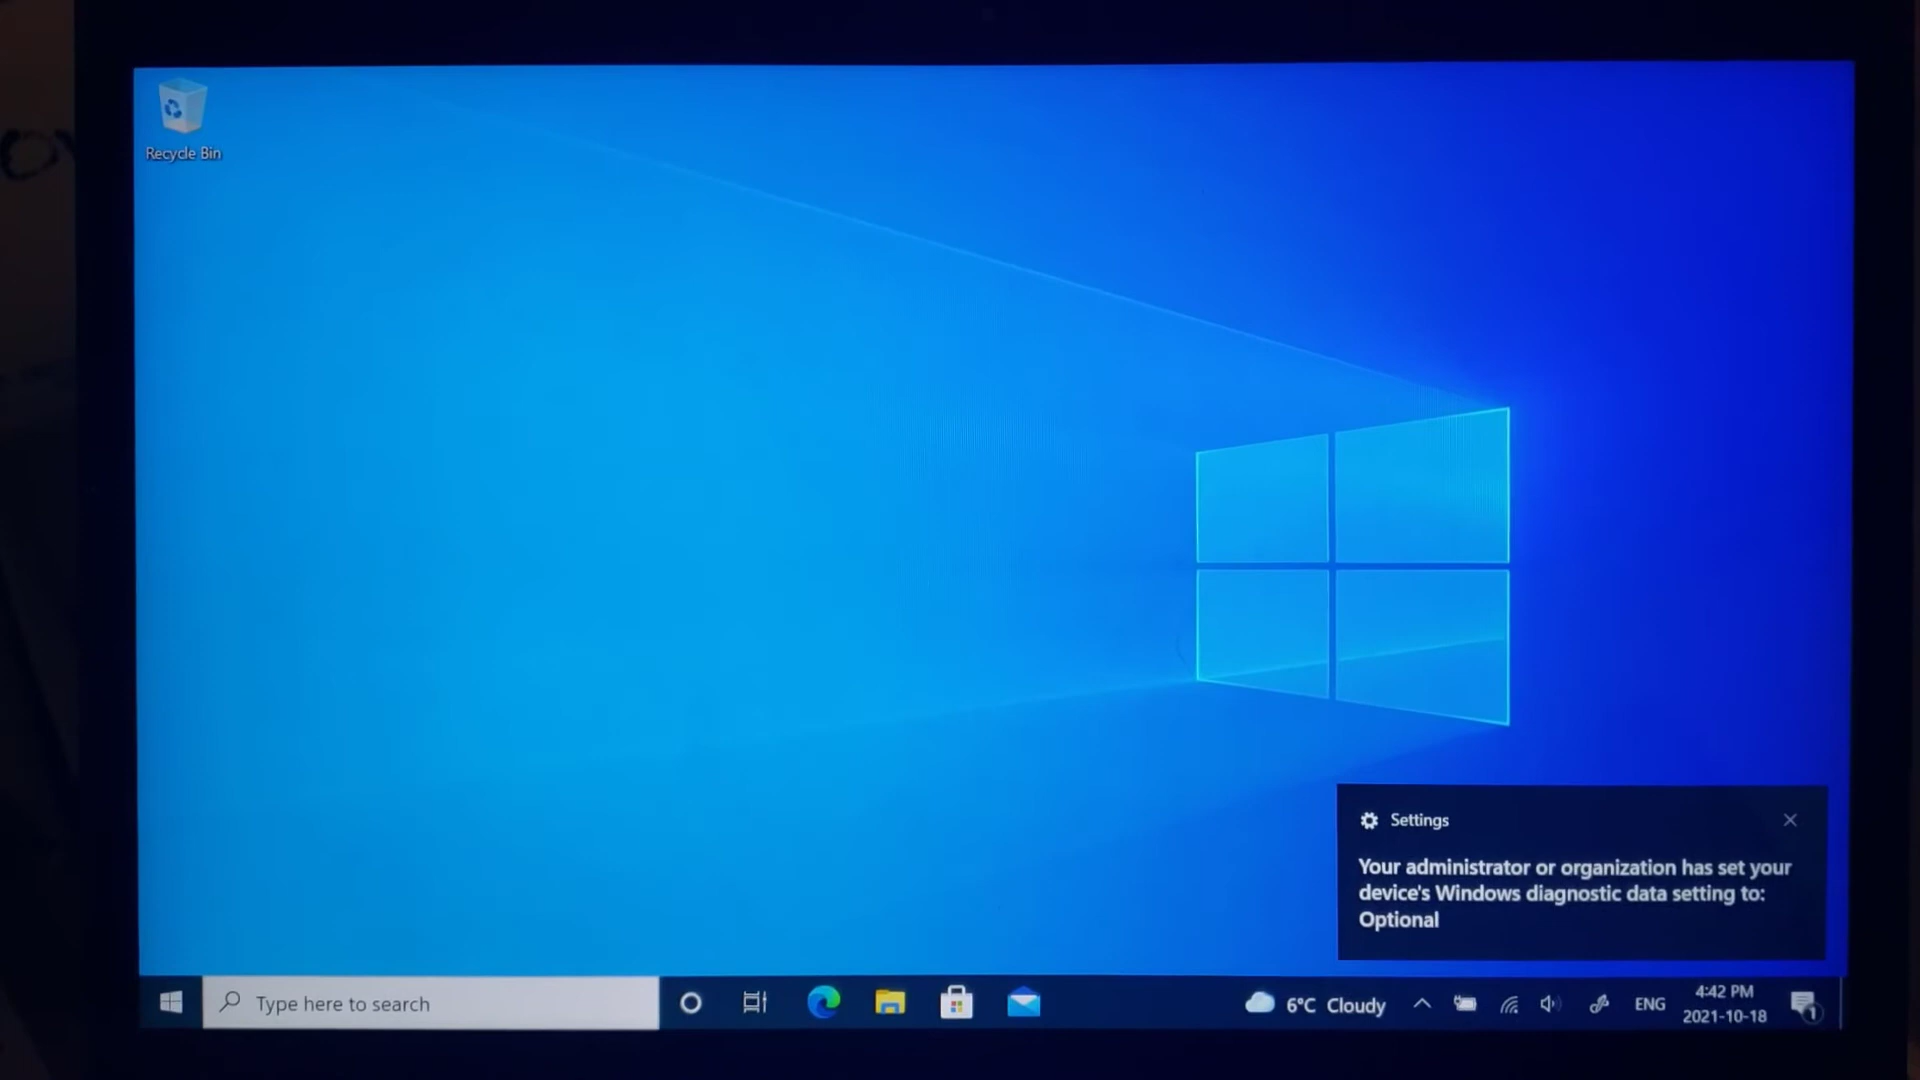 Recycle Bin
Settings
Your administrator or organization has set your
device's Windows diagnostic data setting to:
Optional
Type here to search
6°C Cloudy
ENG
4:42 PM
2021-10-18
1